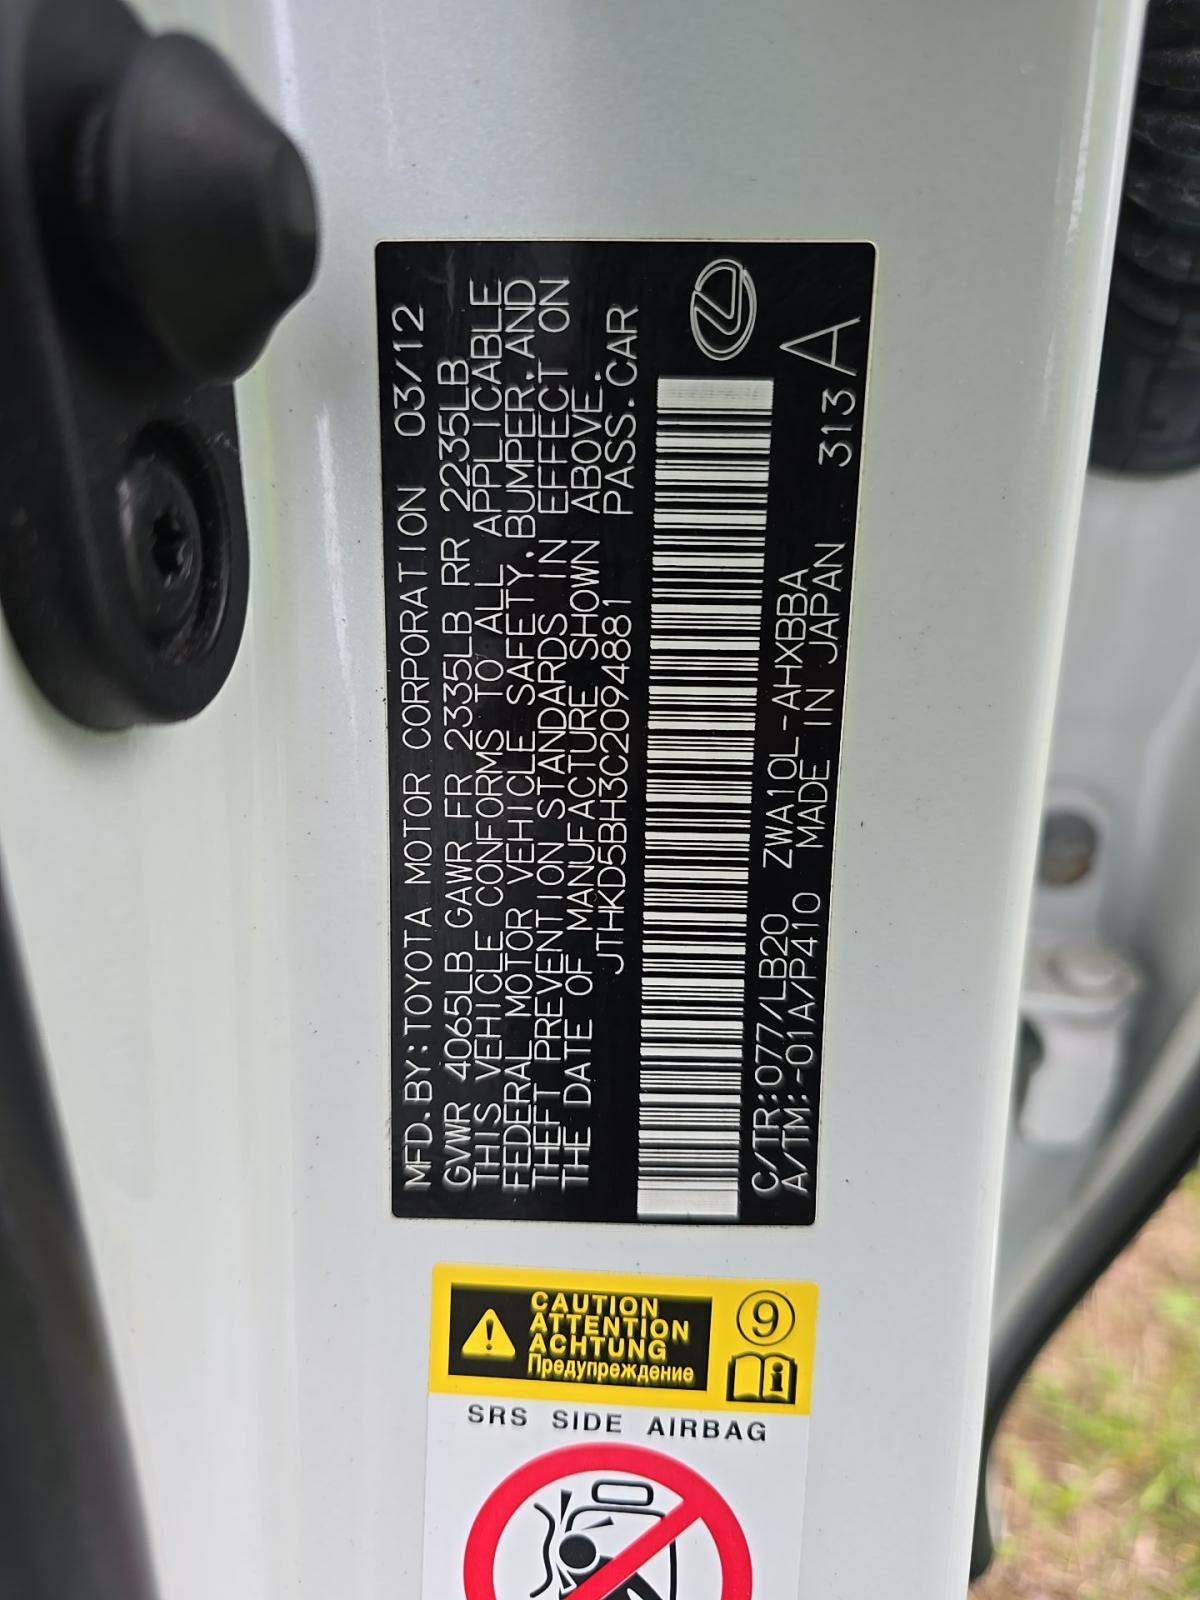 MFD.BY:TOYOTA MOTOR CORPORATION 03/12
GVWR 4065LB GAWR FR 2335LB RR 2235LB
THIS VEHICLE CONFORMS TO ALL APPLICABLE
FEDERAL MOTOR VEHICLE SAFETY, BUMPER, AND
THEFT PREVENTION STANDARDS IN EFFECT ON
THE DATE OF MANUFACTURE SHOWN ABOVE.
JTHKD5BH3C2094881 PASS.CAR
C/TR:077/LB20 ZWA10L-AHXBBA
A/TM:-01A/P410 MADE IN JAPAN 313 A
CAUTION
ATTENTION
ACHTUNG
Предупреждение
9
SRS SIDE AIRBAG